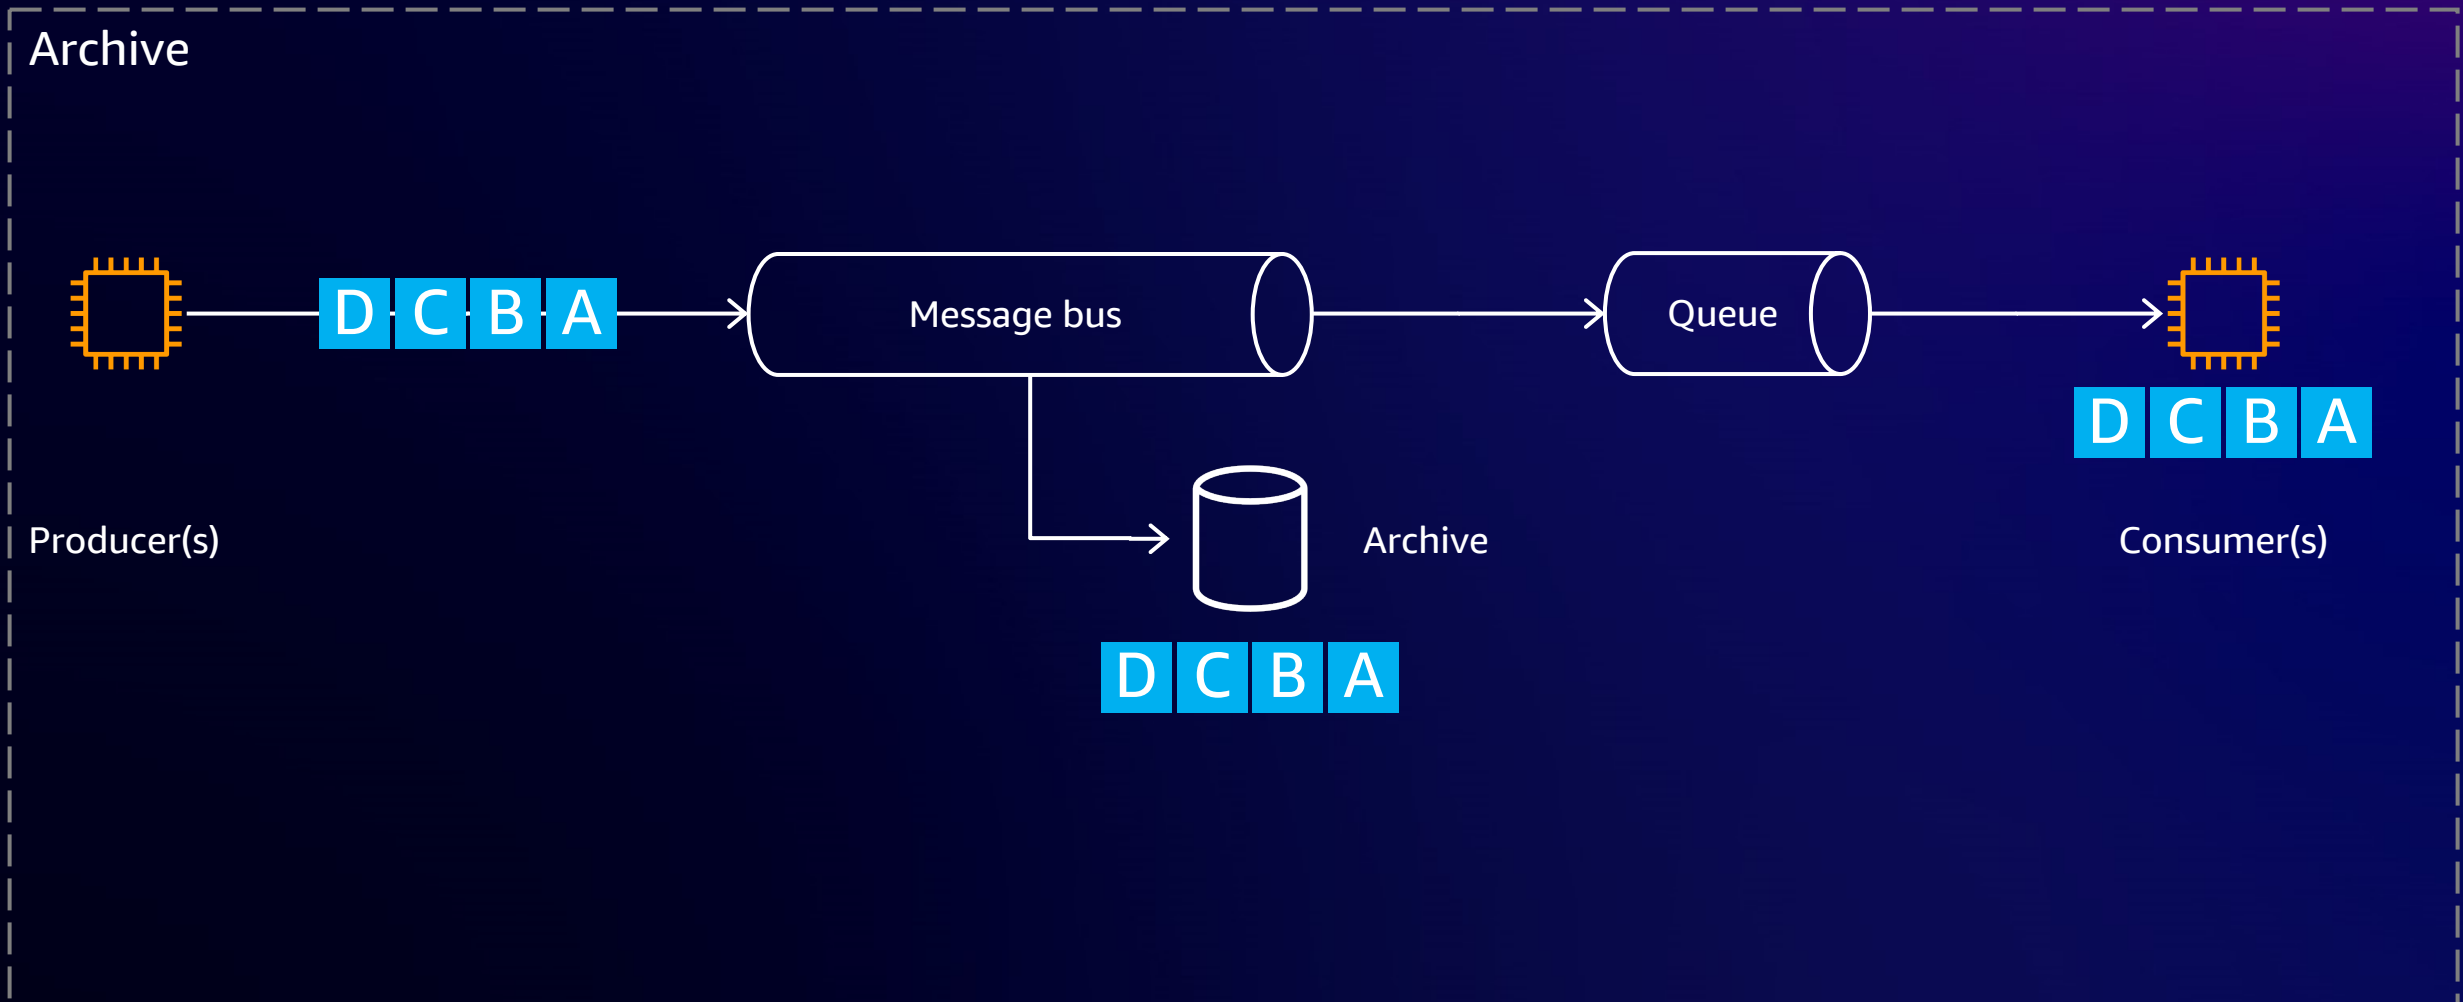 Archive
D C B A
Message bus
Queue
D C B A
Producer(s)
Archive
Consumer(s)
D C B A